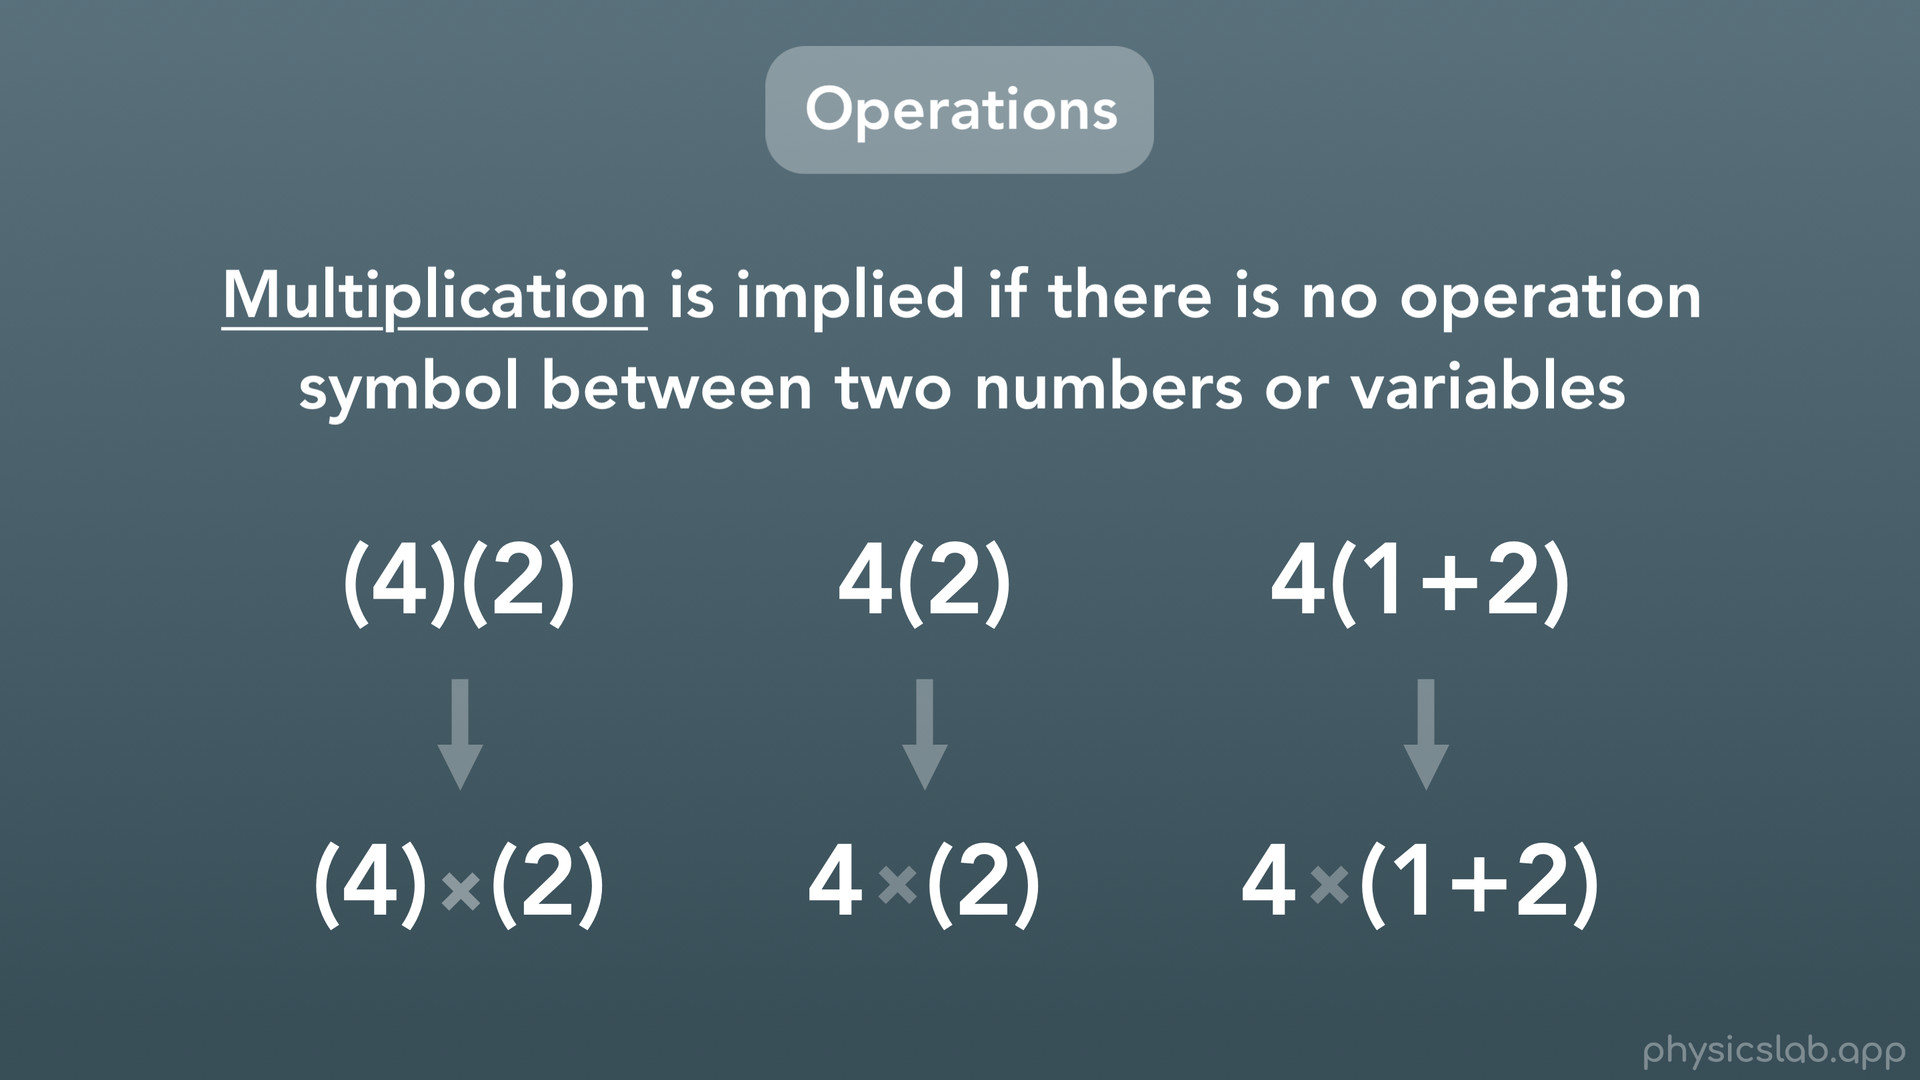 Operations
Multiplication is implied if there is no operation
symbol between two numbers or variables
(4)(2) 4(2) 4(1+2)
(4)×(2) 4×(2) 4×(1+2)
physicslab.app